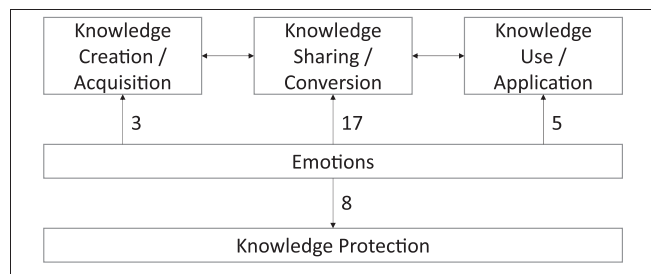 Knowledge
Creation /
Acquisition
Knowledge
Sharing /
Conversion
Knowledge
Use /
Application
3
17
5
Emotions
8
Knowledge Protection